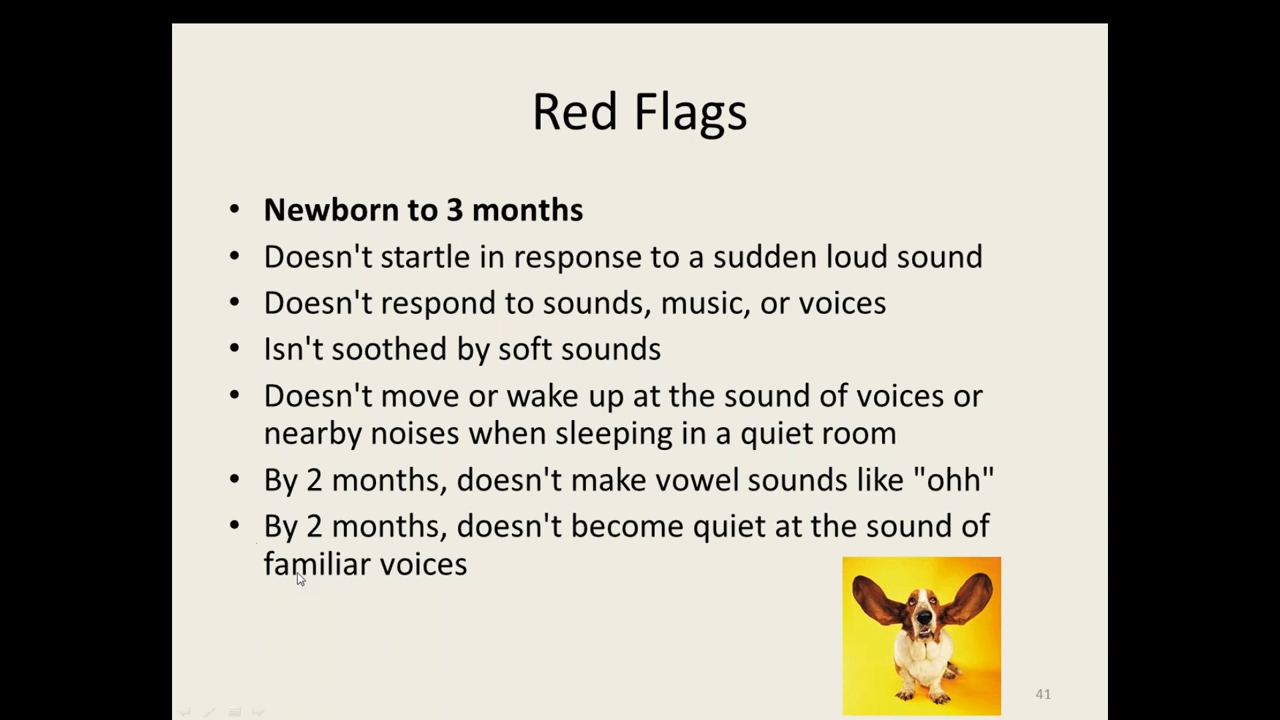 Red Flags
• Newborn to 3 months
• Doesn't startle in response to a sudden loud sound
• Doesn't respond to sounds, music, or voices
• Isn't soothed by soft sounds
• Doesn't move or wake up at the sound of voices or
nearby noises when sleeping in a quiet room
• By 2 months, doesn't make vowel sounds like "ohh"
• By 2 months, doesn't become quiet at the sound of
familiar voices
41